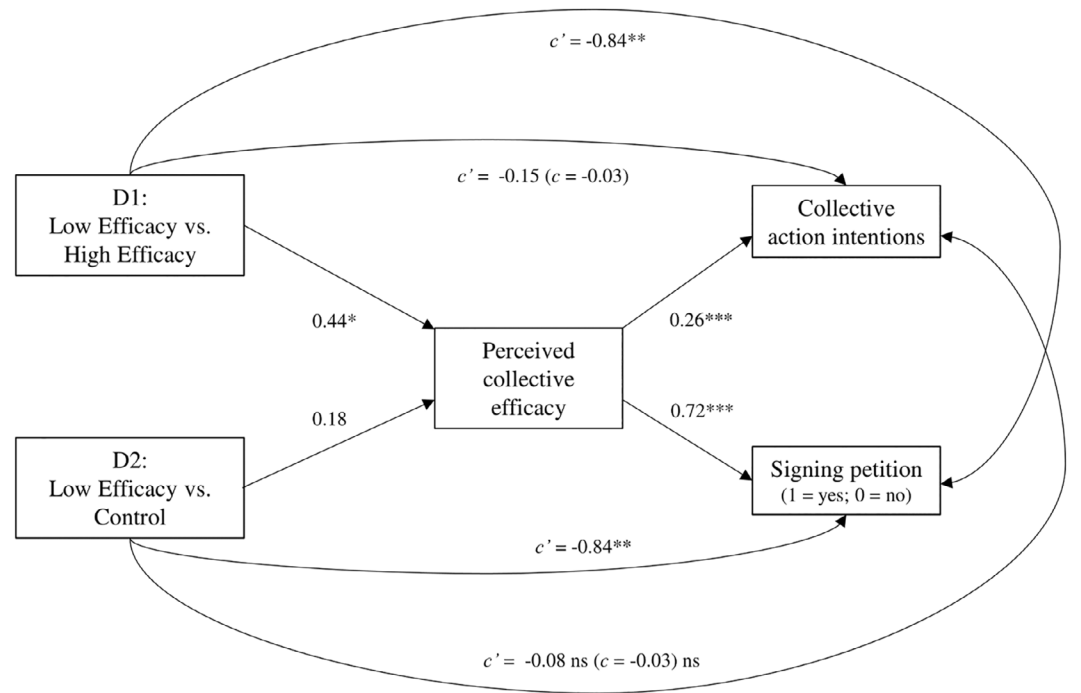 c’ = -0.84**
c’ = -0.15 (c = -0.03)
D1:
Low Efficacy vs.
High Efficacy
Collective
action intentions
0.44*
0.26***
Perceived
collective
efficacy
0.18
0.72***
D2:
Low Efficacy vs.
Control
Signing petition
(1 = yes; 0 = no)
c’ = -0.84**
c’ = -0.08 ns (c = -0.03) ns